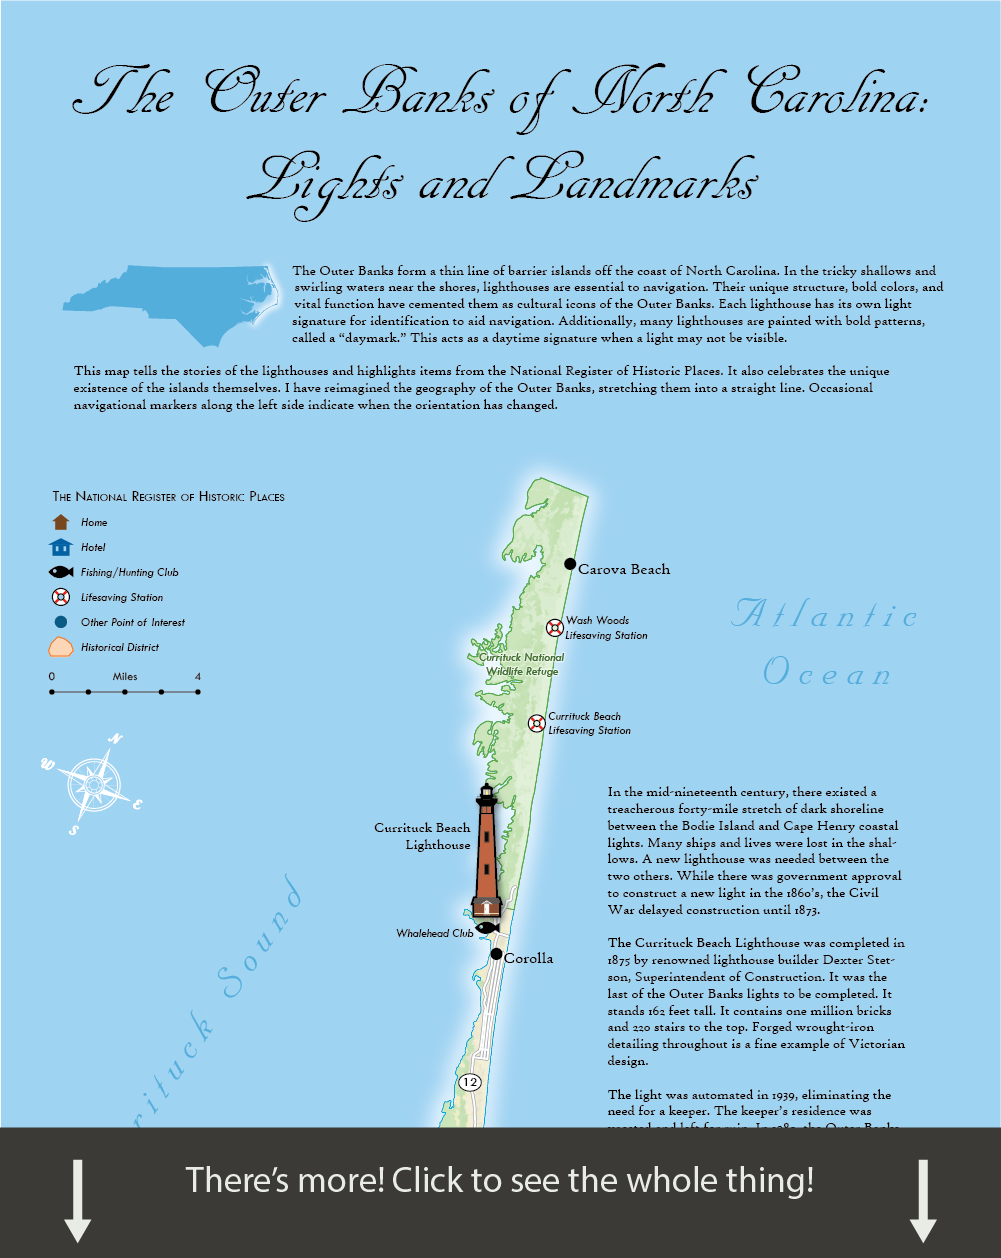 The Outer Banks of North Carolina:
Lights and Landmarks
The Outer Banks form a thin line of barrier islands off the coast of North Carolina. In the tricky shallows and
swirling waters near the shores, lighthouses are essential to navigation. Their unique structure, bold colors, and
vital function have cemented them as cultural icons of the Outer Banks. Each lighthouse has its own light
signature for identification to aid navigation. Additionally, many lighthouses are painted with bold patterns,
called a “daymark.” This acts as a daytime signature when a light may not be visible.
This map tells the stories of the lighthouses and highlights items from the National Register of Historic Places. It also celebrates the unique
existence of the islands themselves. I have reimagined the geography of the Outer Banks, stretching them into a straight line. Occasional
navigational markers along the left side indicate when the orientation has changed.
The National Register of Historic Places
Home
Hotel
Fishing/Hunting Club
Lifesaving Station
Other Point of Interest
Historical District
0 Miles 4
N
W
E
S
Carova Beach
Wash Woods
Lifesaving Station
Currituck National
Wildlife Refuge
Currituck Beach
Lifesaving Station
Atlantic
Ocean
Currituck Beach
Lighthouse
Whalehead Club
Corolla
12
rituck Sound
In the mid-nineteenth century, there existed a
treacherous forty-mile stretch of dark shoreline
between the Bodie Island and Cape Henry coastal
lights. Many ships and lives were lost in the shal-
lows. A new lighthouse was needed between the
two others. While there was government approval
to construct a new light in the 1860's, the Civil
War delayed construction until 1873.
The Currituck Beach Lighthouse was completed in
1875 by renowned lighthouse builder Dexter Stet-
son, Superintendent of Construction. It was the
last of the Outer Banks lights to be completed. It
stands 162 feet tall. It contains one million bricks
and 220 stairs to the top. Forged wrought-iron
detailing throughout is a fine example of Victorian
design.
The light was automated in 1939, eliminating the
need for a keeper. The keeper's residence was
There's more! Click to see the whole thing!